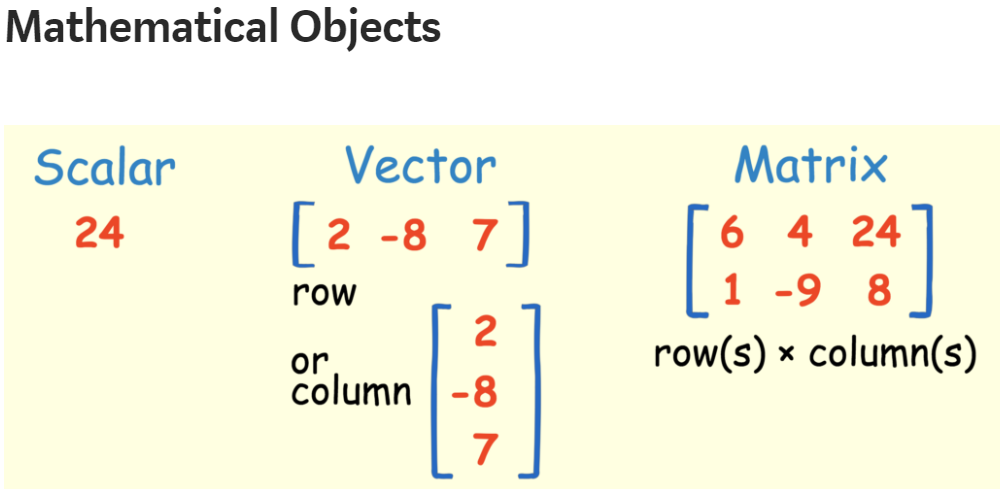 Mathematical Objects
Scalar
24
Vector
[ 2 -8 7 ]
row
or
column
2
-8
7
Matrix
6 4 24
1 -9 8
row(s) × column(s)